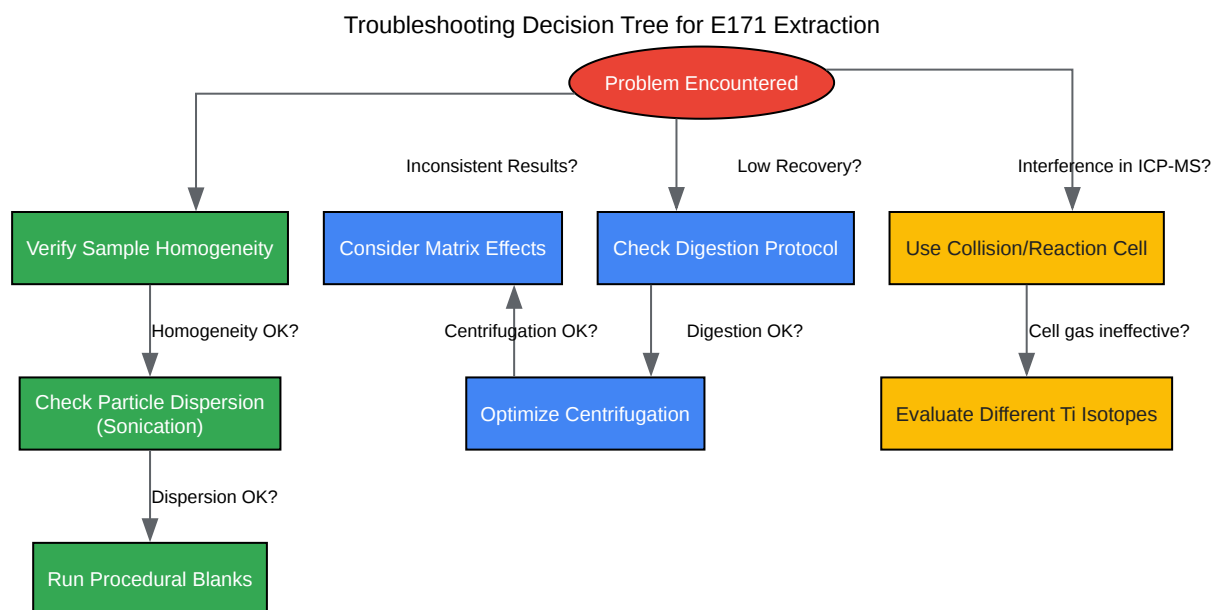 Troubleshooting Decision Tree for E171 Extraction
Problem Encountered
Inconsistent Results?
Low Recovery?
Interference in ICP-MS?
Verify Sample Homogeneity
Consider Matrix Effects
Check Digestion Protocol
Use Collision/Reaction Cell
Homogeneity OK?
Centrifugation OK?
Digestion OK?
Cell gas ineffective?
Check Particle Dispersion
(Sonication)
Optimize Centrifugation
Evaluate Different Ti Isotopes
Dispersion OK?
Run Procedural Blanks